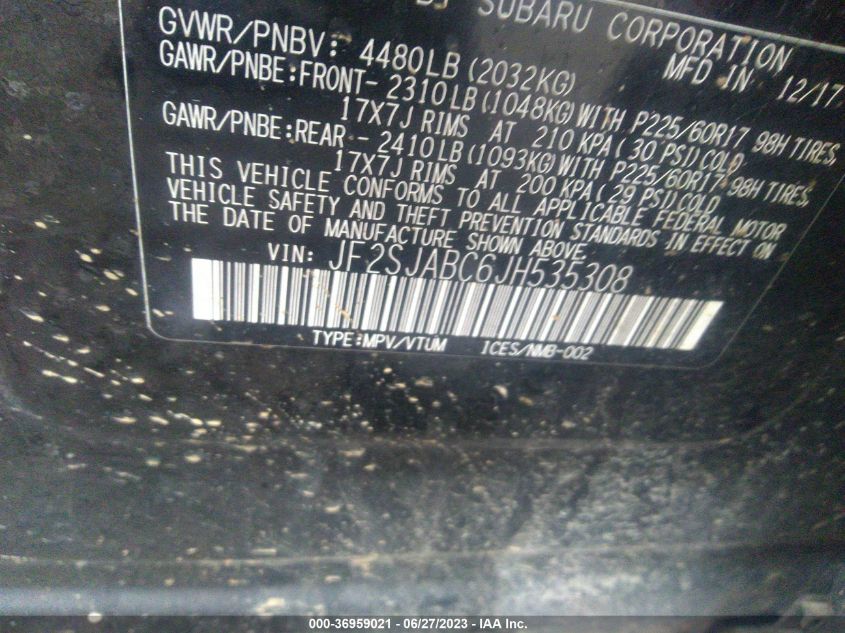 BY SUBARU CORPORATION
MFD IN 12/17
GVWR/PNBV: 4480LB (2032KG)
GAWR/PNBE:FRONT- 2310LB(1048KG)WITH P225/60R17 98H TIRES,
17X7J RIMS AT 210 KPA ( 30 PSI)COLD
GAWR/PNBE:REAR - 2410LB(1093KG)WITH P225/60R17 98H TIRES,
17X7J RIMS AT 200 KPA ( 29 PSI)COLD
THIS VEHICLE CONFORMS TO ALL APPLICABLE FEDERAL MOTOR
VEHICLE SAFETY AND THEFT PREVENTION STANDARDS IN EFFECT ON
THE DATE OF MANUFACTURE SHOWN ABOVE.
VIN: JF2SJABC6JH535308
TYPE:MPV/VTUM ICES/NMB-002
000-36959021 - 06/27/2023 - IAA Inc.